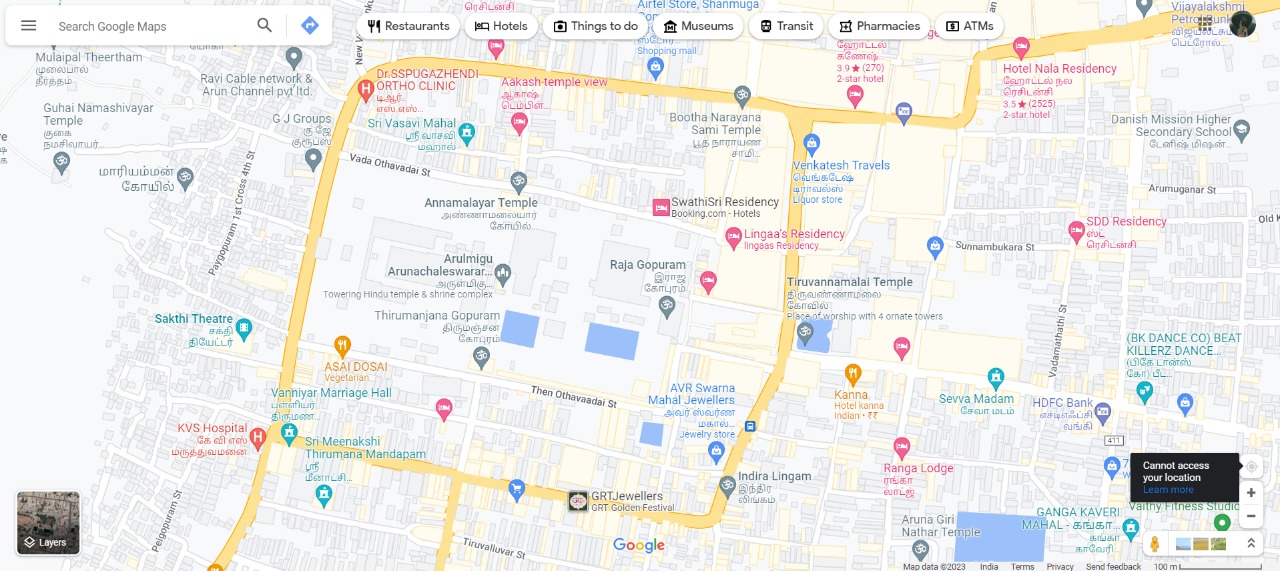 Search Google Maps
Restaurants
Hotels
Things to do
Museums
Transit
Pharmacies
ATMs
Airtel Store, Shanmuga
Shopping mall
Vijayalakshmi
Mulaipal Theertham
முலைபால்
தீர்த்தம்
Ravi Cable network &
Arun Channel pvt ltd
Dr.SSPUGAZHENDI
ORTHO CLINIC
டிஆர்.
எஸ்.எஸ்...
Aakash temple view
ஆகாஷ்
டெம்பிள்...
ஹோட்டல்
கணேஷ்...
3.9 ★ (270)
2-star hotel
Hotel Nala Residency
ஹோட்டல் நல
ரெசிடன்சி
3.5 ★ (2525)
2-star hotel
Guhai Namashivayar
Temple
குகை
நமசிவாயர்...
G J Gro
கு ஜே
குரூப்ஸ்
Sri Vasavi Mahal
ஸ்ரீ வாசவி
மஹால்
Bootha Narayana
Sami Temple
பூத நாராயண
சாமி...
Danish Mission Higher
Secondary School
டேனிஷ் மிஷன்...
மாரியம்மன்
கோயில்
Vada Othavadai St
Venkatesh Travels
வெங்கடேஷ்
டிராவல்ஸ்
Liquor store
Arumuganar St
Annamalayar Temple
அண்ணாமலையார்
கோயில்
SwathiSri Residency
Booking.com - Hotels
Lingaa's Residency
lingaas Residency
SDD Residency
ஸ்ட்
ரெசிடன்சி
Old K
Sunnambukara St
Paygopuram 1st Cross 4th St
Arulmigu
Arunachaleswarar...
அருள்மிகு...
Towering Hindu temple & shrine complex
Raja Gopuram
இராஜ
கோபுரம்
Tiruvannamalai Temple
திருவண்ணாமலை
கோவில்
Place of worship with 4 ornate towers
Thirumanjana Gopuram
திருமஞ்சன
கோபுரம்
Sakthi Theatre
சக்தி
தியேட்டர்
Vadamathathi St
(BK DANCE CO) BEAT
KILLERZ DANCE...
(பிகே டான்ஸ்
கோ) பீட்...
ASAI DOSAI
Vegetarian
Then Othavaadai St
Vanniyar Marriage Hall
வன்னியர்
திருமண...
AVR Swarna
Mahal Jewellers
அவர் ஸ்வர்ண
மகால்...
Jewelry store
Kanna
Hotel kanna
Indian • ₹₹
Sevva Madam
சேவா மடம்
HDFC Bank
எச்டிஎஃப்சி
வங்கி
411
KVS Hospital
கே வி எஸ்
மருத்துவமனை
Sri Meenakshi
Thirumana Mandapam
ஸ்ரீ
மீனாட்சி...
Ranga Lodge
ரங்கா
லாட்ஜ்
Cannot access
your location
Learn more
Indira Lingam
இந்திர
லிங்கம்
GRTJewellers
GRT Golden Festival
Vaithy Fitness Studio
GANGA KAVERI
MAHAL - கங்கா...
Aruna Giri
Nathar Temple
Peigopuram St
Tiruvalluvar St
Layers
Google
Map data ©2023
India
Terms
Privacy
Send feedback
100 m